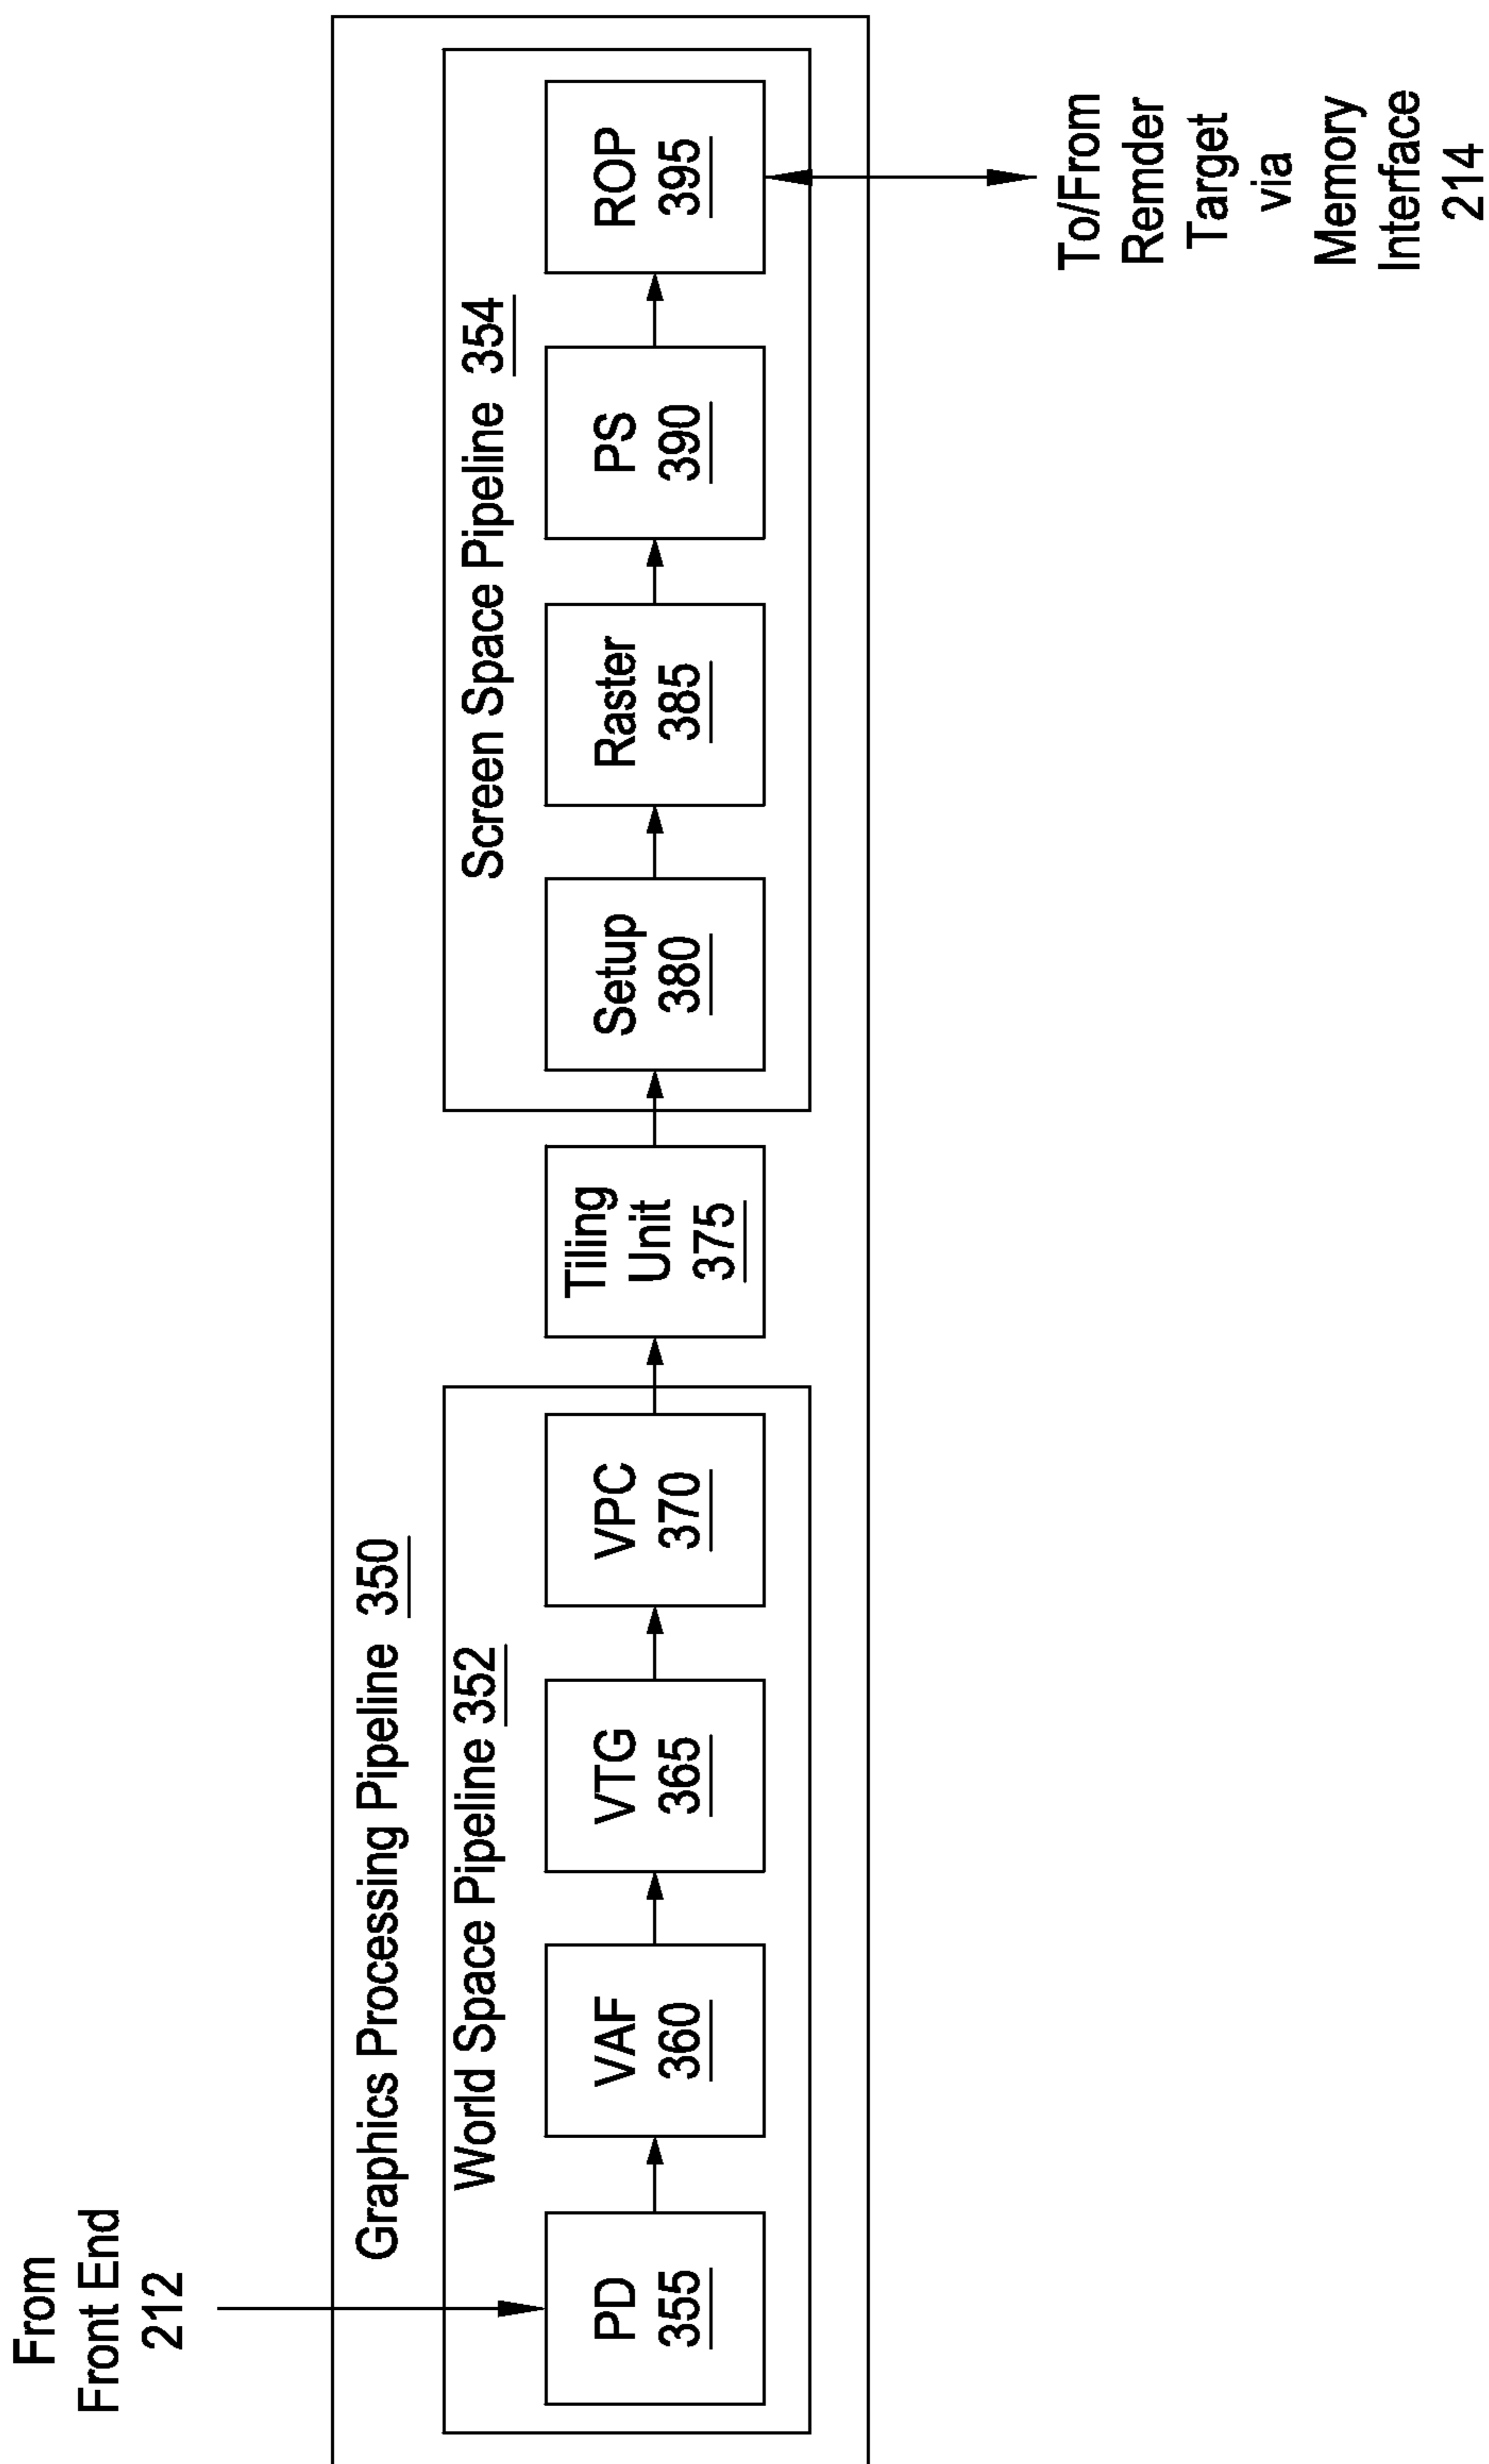 From
Front End
212
Graphics Processing Pipeline 350
World Space Pipeline 352
PD
355
VAF
360
VTG
365
VPC
370
Tiling
Unit
375
Screen Space Pipeline 354
Setup
380
Raster
385
PS
390
ROP
395
To/From
Remder
Target
via
Memory
Interface
214